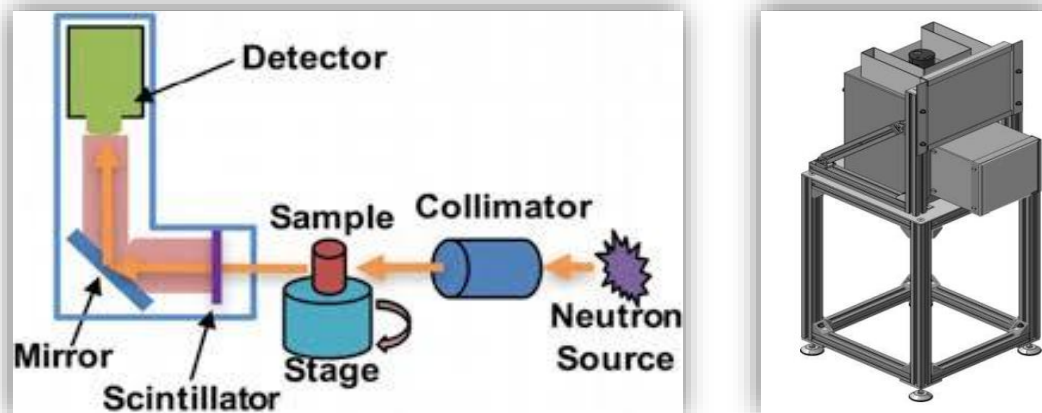 Detector
Sample
Collimator
Neutron
Source
Mirror
Stage
Scintillator